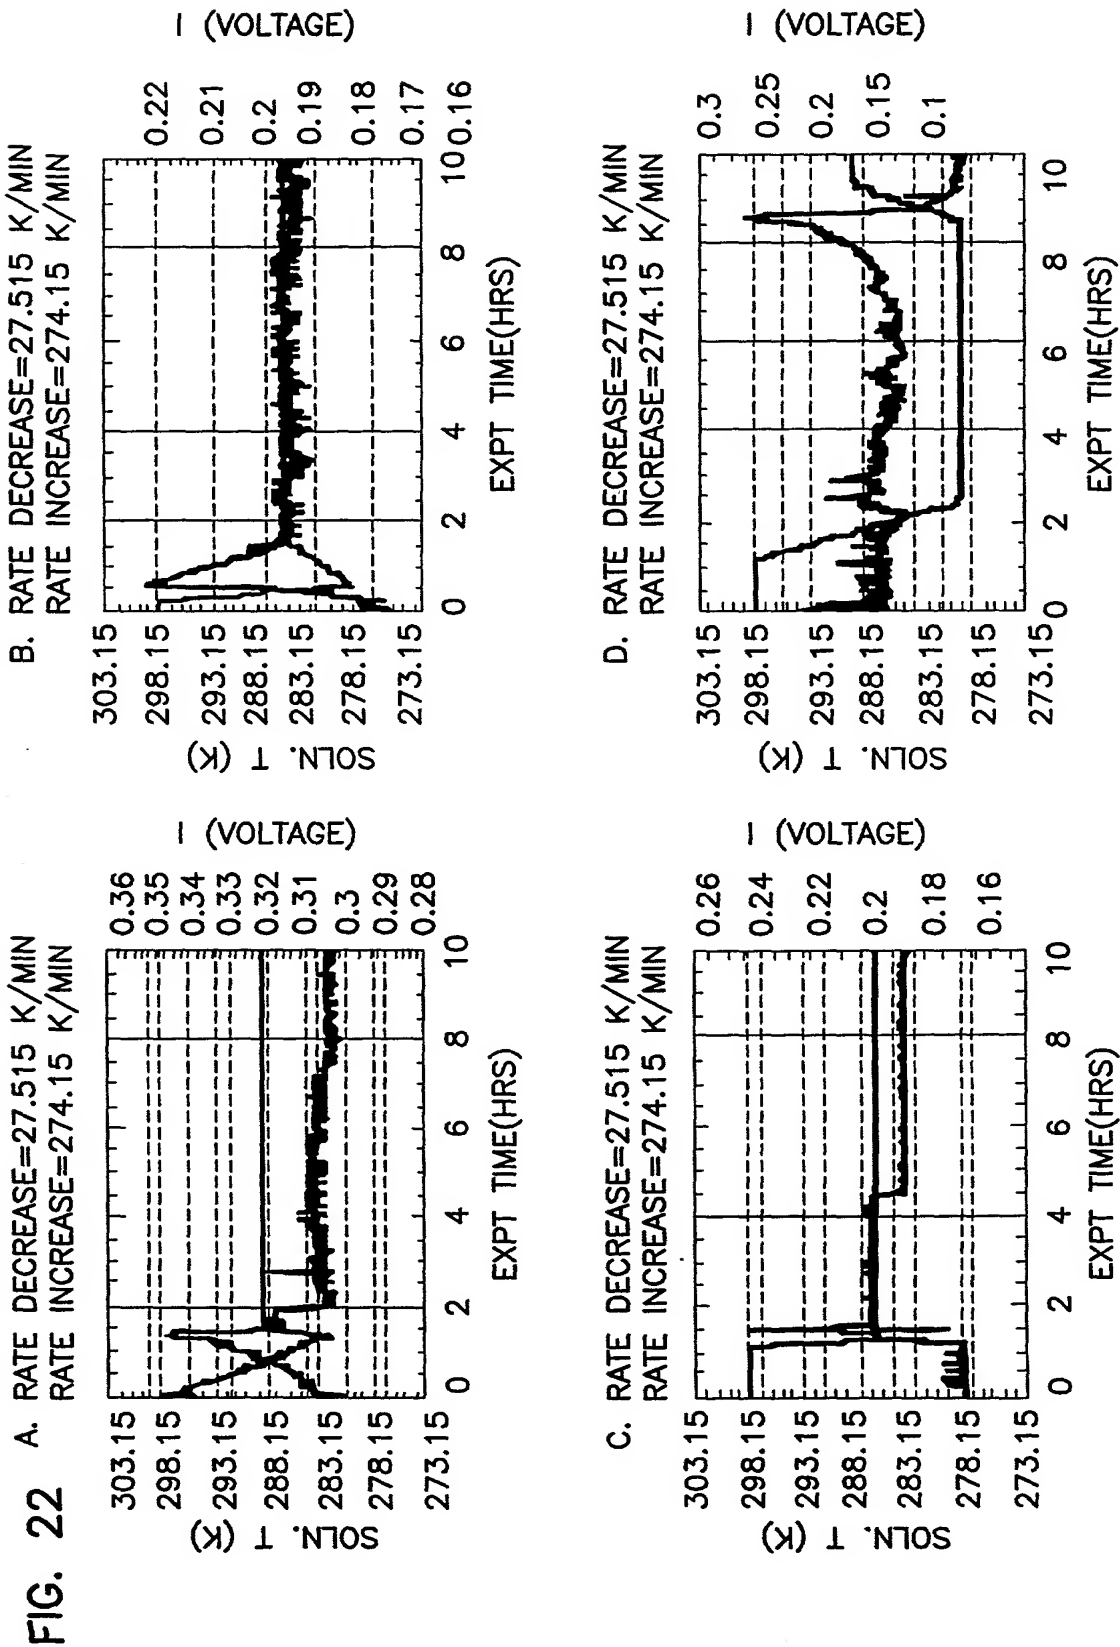 FIG. 22
A. RATE DECREASE=27.515 K/MIN
RATE INCREASE=274.15 K/MIN
303.15
298.15
293.15
288.15
283.15
278.15
273.15
SOLN. T (K)
0 2 4 6 8 10
EXPT TIME(HRS)
0.36
0.35
0.34
0.33
0.32
0.31
0.3
0.29
0.28
I (VOLTAGE)
B. RATE DECREASE=27.515 K/MIN
RATE INCREASE=274.15 K/MIN
303.15
298.15
293.15
288.15
283.15
278.15
273.15
SOLN. T (K)
0 2 4 6 8 10
EXPT TIME(HRS)
0.22
0.21
0.2
0.19
0.18
0.17
0.16
I (VOLTAGE)
C. RATE DECREASE=27.515 K/MIN
RATE INCREASE=274.15 K/MIN
303.15
298.15
293.15
288.15
283.15
278.15
273.15
SOLN. T (K)
0 2 4 6 8 10
EXPT TIME(HRS)
0.26
0.24
0.22
0.2
0.18
0.16
I (VOLTAGE)
D. RATE DECREASE=27.515 K/MIN
RATE INCREASE=274.15 K/MIN
303.15
298.15
293.15
288.15
283.15
278.15
273.15
SOLN. T (K)
0 2 4 6 8 10
EXPT TIME(HRS)
0.3
0.25
0.2
0.15
0.1
I (VOLTAGE)